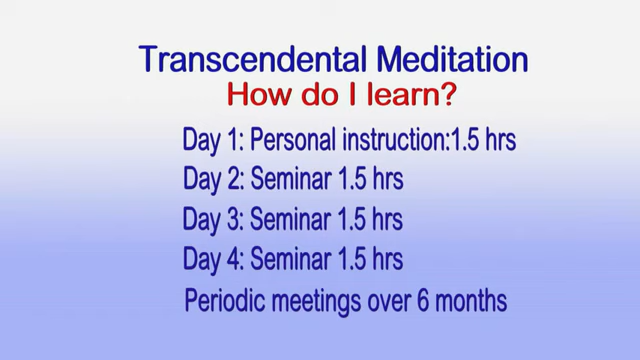 Transcendental Meditation
How do I learn?
Day 1: Personal instruction:1.5 hrs
Day 2: Seminar 1.5 hrs
Day 3: Seminar 1.5 hrs
Day 4: Seminar 1.5 hrs
Periodic meetings over 6 months